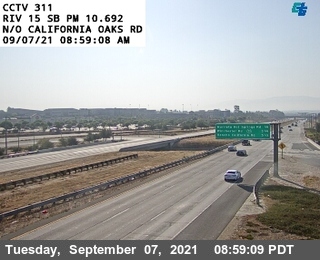 CCTV 311
RIV 15 SB PM 10.692
N/O CALIFORNIA OAKS RD
09/07/21 08:59:08 AM
Tuesday, September 07, 2021 08:59:09 PDT